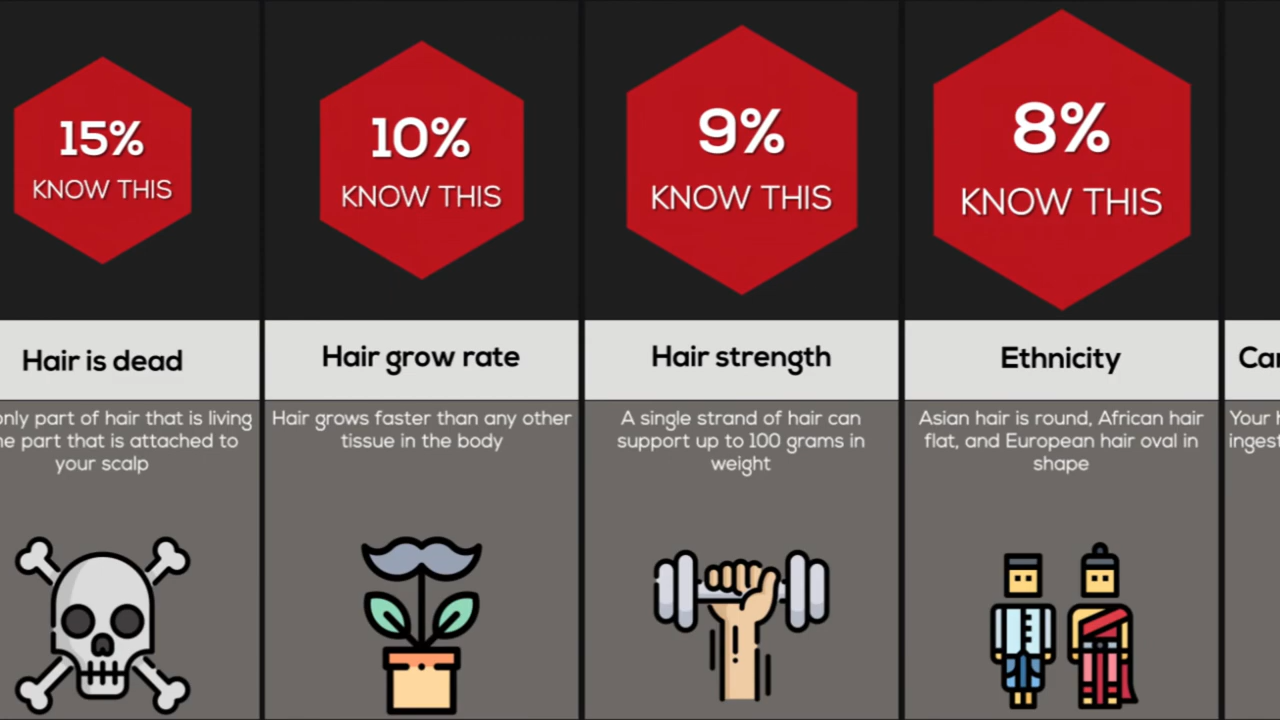 15%
KNOW THIS
10%
KNOW THIS
9%
KNOW THIS
8%
KNOW THIS
Hair is dead
Hair grow rate
Hair strength
Ethnicity
only part of hair that is living
part that is attached to
your scalp
Hair grows faster than any other
tissue in the body
A single strand of hair can
support up to 100 grams in
weight
Asian hair is round, African hair
flat, and European hair oval in
shape
Your